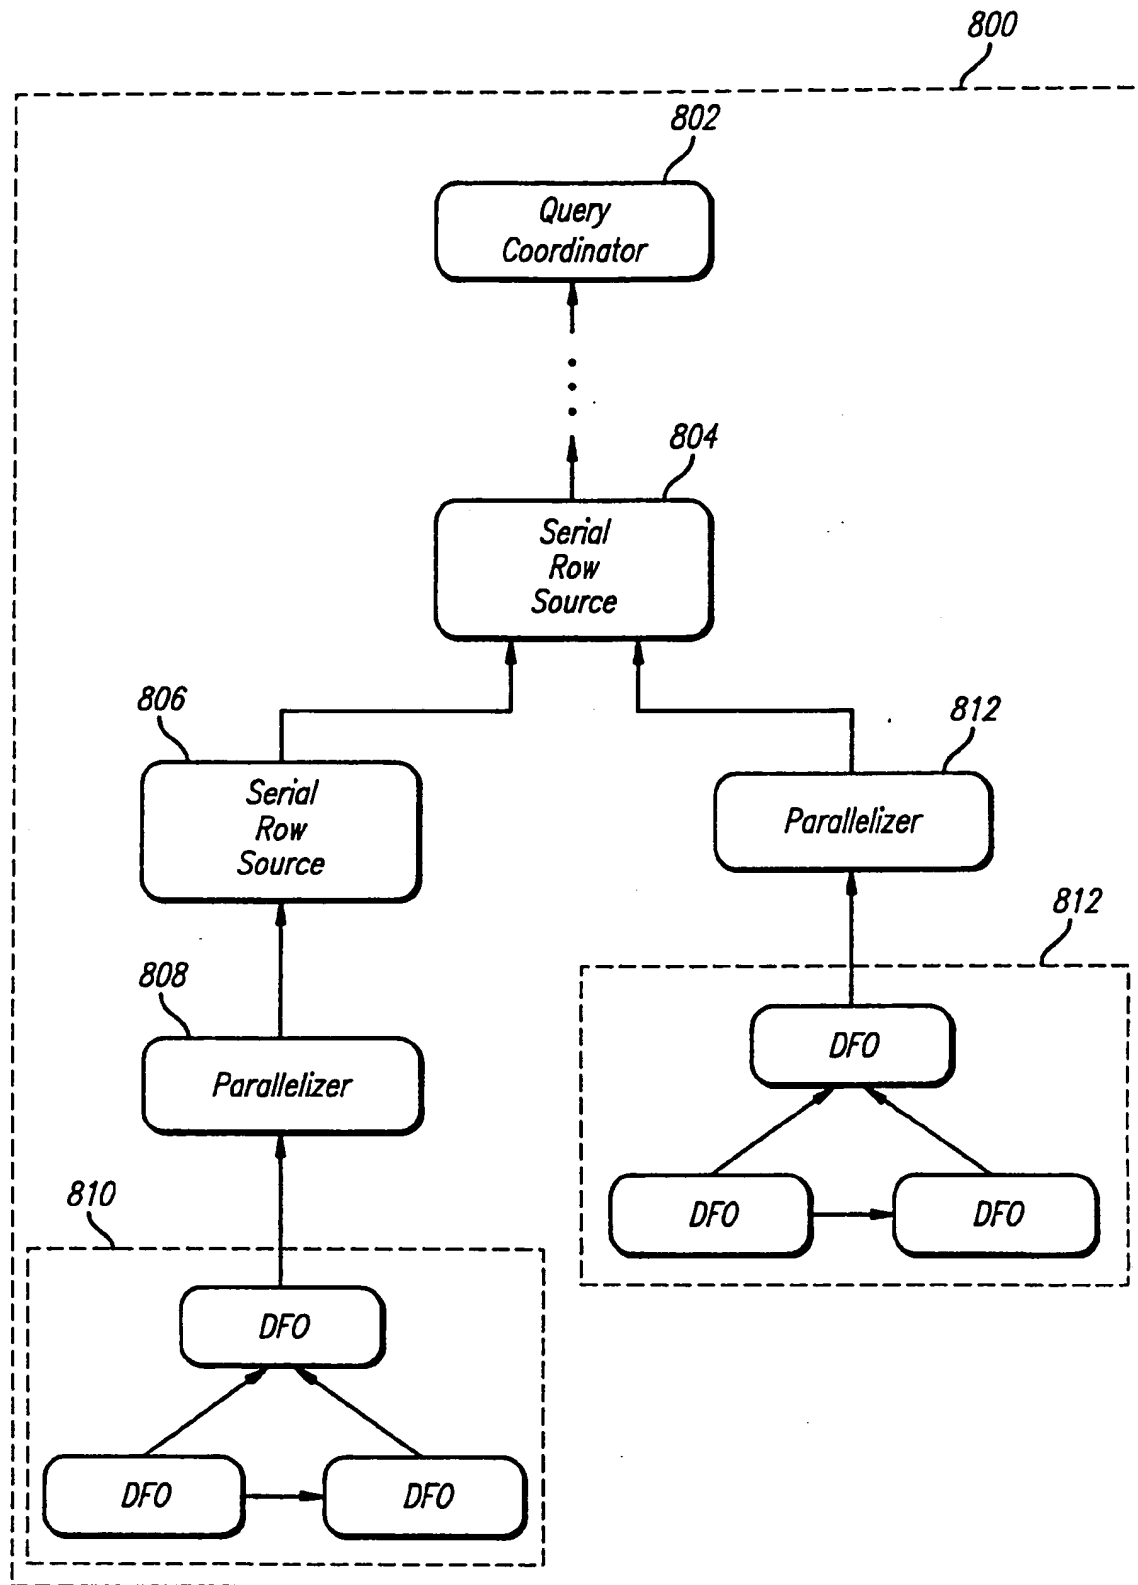 800
802
Query
Coordinator
804
Serial
Row
Source
806
Serial
Row
Source
812
Parallelizer
812
808
Parallelizer
DFO
DFO
DFO
810
DFO
DFO
DFO